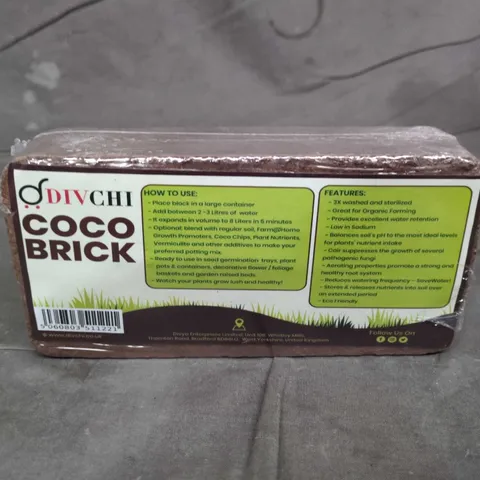 DIVCHI
COCO
BRICK
HOW TO USE:
- Place block in a large container
- Add between 2 -3 Litres of water
- It expands in volume to 8 Liters in 6 minutes
- Optional: blend with regular soil, Farm@Home
Growth Promoters, Coco Chips, Plant Nutrients,
Vermiculite and other additives to make your
preferred potting mix.
- Ready to use in seed germination trays, plant
pots & containers, decorative flower / foliage
baskets and garden raised beds.
- Watch your plants grow lush and healthy!
FEATURES:
- 3X washed and sterilized
- Great for Organic Farming
- Provides excellent water retention
- Low in Sodium
- Balances soil's pH to the most ideal levels
for plants' nutrient intake
- Coir suppresses the growth of several
pathogenic fungi
- Aerating properties promote a strong and
healthy root system
- Reduces watering frequency-
- Stores & releases nutrients into soil over
an extended period
- Eco Friendly
5060803511221
Follow Us On